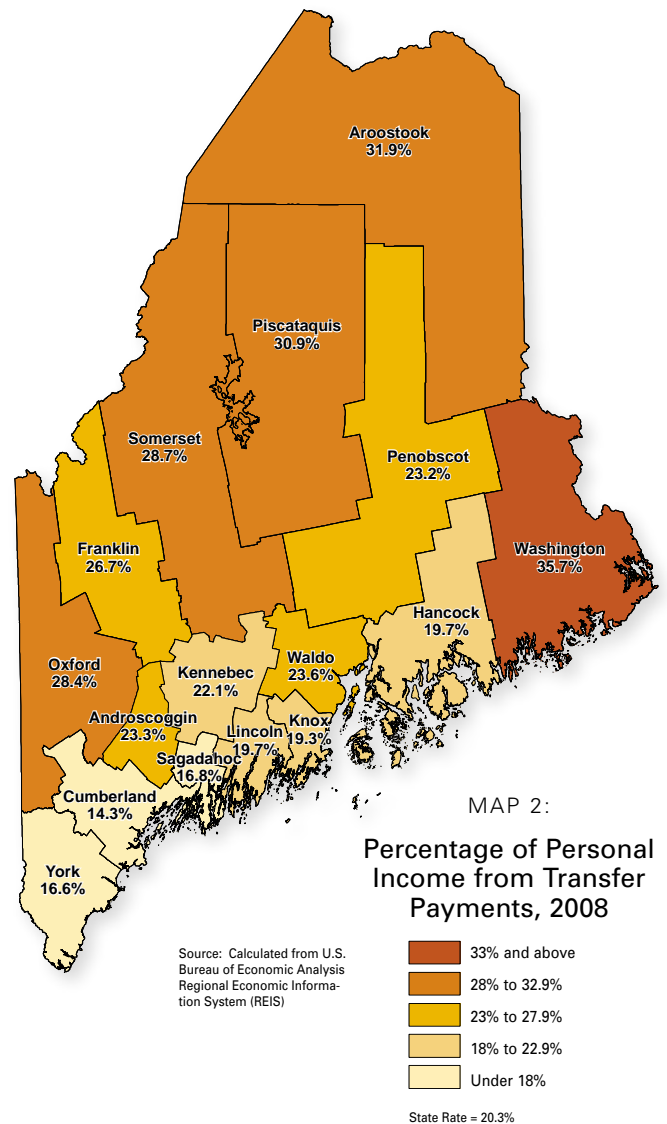 Aroostook
31.9%
Piscataquis
30.9%
Somerset
28.7%
Penobscot
23.2%
Franklin
26.7%
Washington
35.7%
Hancock
19.7%
Oxford
28.4%
Kennebec
22.1%
Waldo
23.6%
Androscoggin
23.3%
Lincoln
19.7%
Knox
19.3%
Sagadahoc
16.8%
Cumberland
14.3%
York
16.6%
MAP 2:
Percentage of Personal
Income from Transfer
Payments, 2008
Source: Calculated from U.S.
Bureau of Economic Analysis
Regional Economic Informa-
tion System (REIS)
33% and above
28% to 32.9%
23% to 27.9%
18% to 22.9%
Under 18%
State Rate = 20.3%